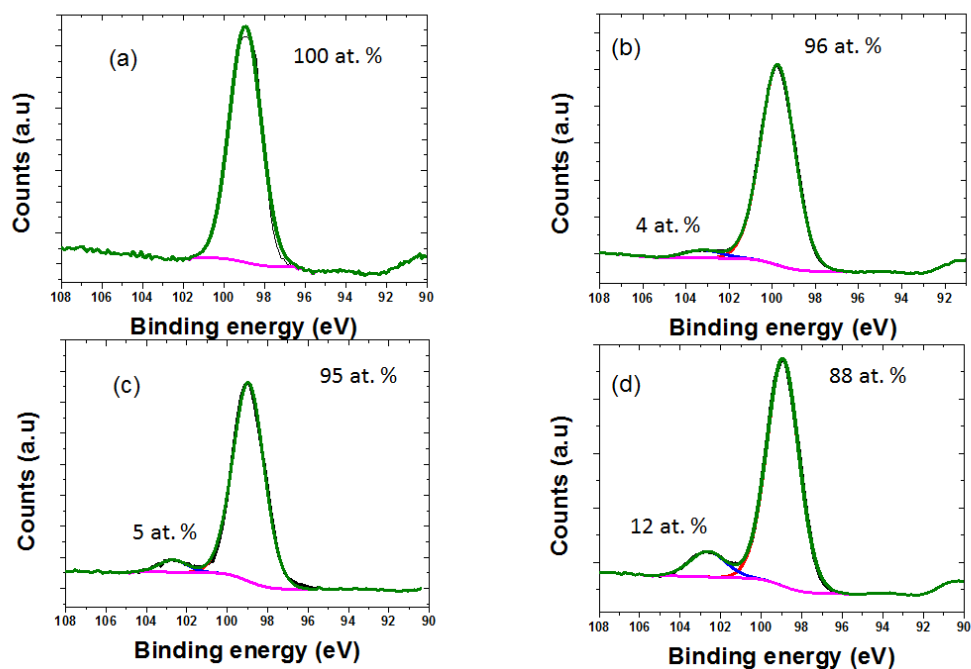 (a)
100 at. %
Counts (a.u)
108 106 104 102 100 98 96 94 92 90
Binding energy (eV)
(b)
96 at. %
4 at. %
Counts (a.u)
108 106 104 102 100 98 96 94 92
Binding energy (eV)
(c)
95 at. %
5 at. %
Counts (a.u)
108 106 104 102 100 98 96 94 92 90
Binding energy (eV)
(d)
88 at. %
12 at. %
Counts (a.u)
108 106 104 102 100 98 96 94 92 90
Binding energy (eV)